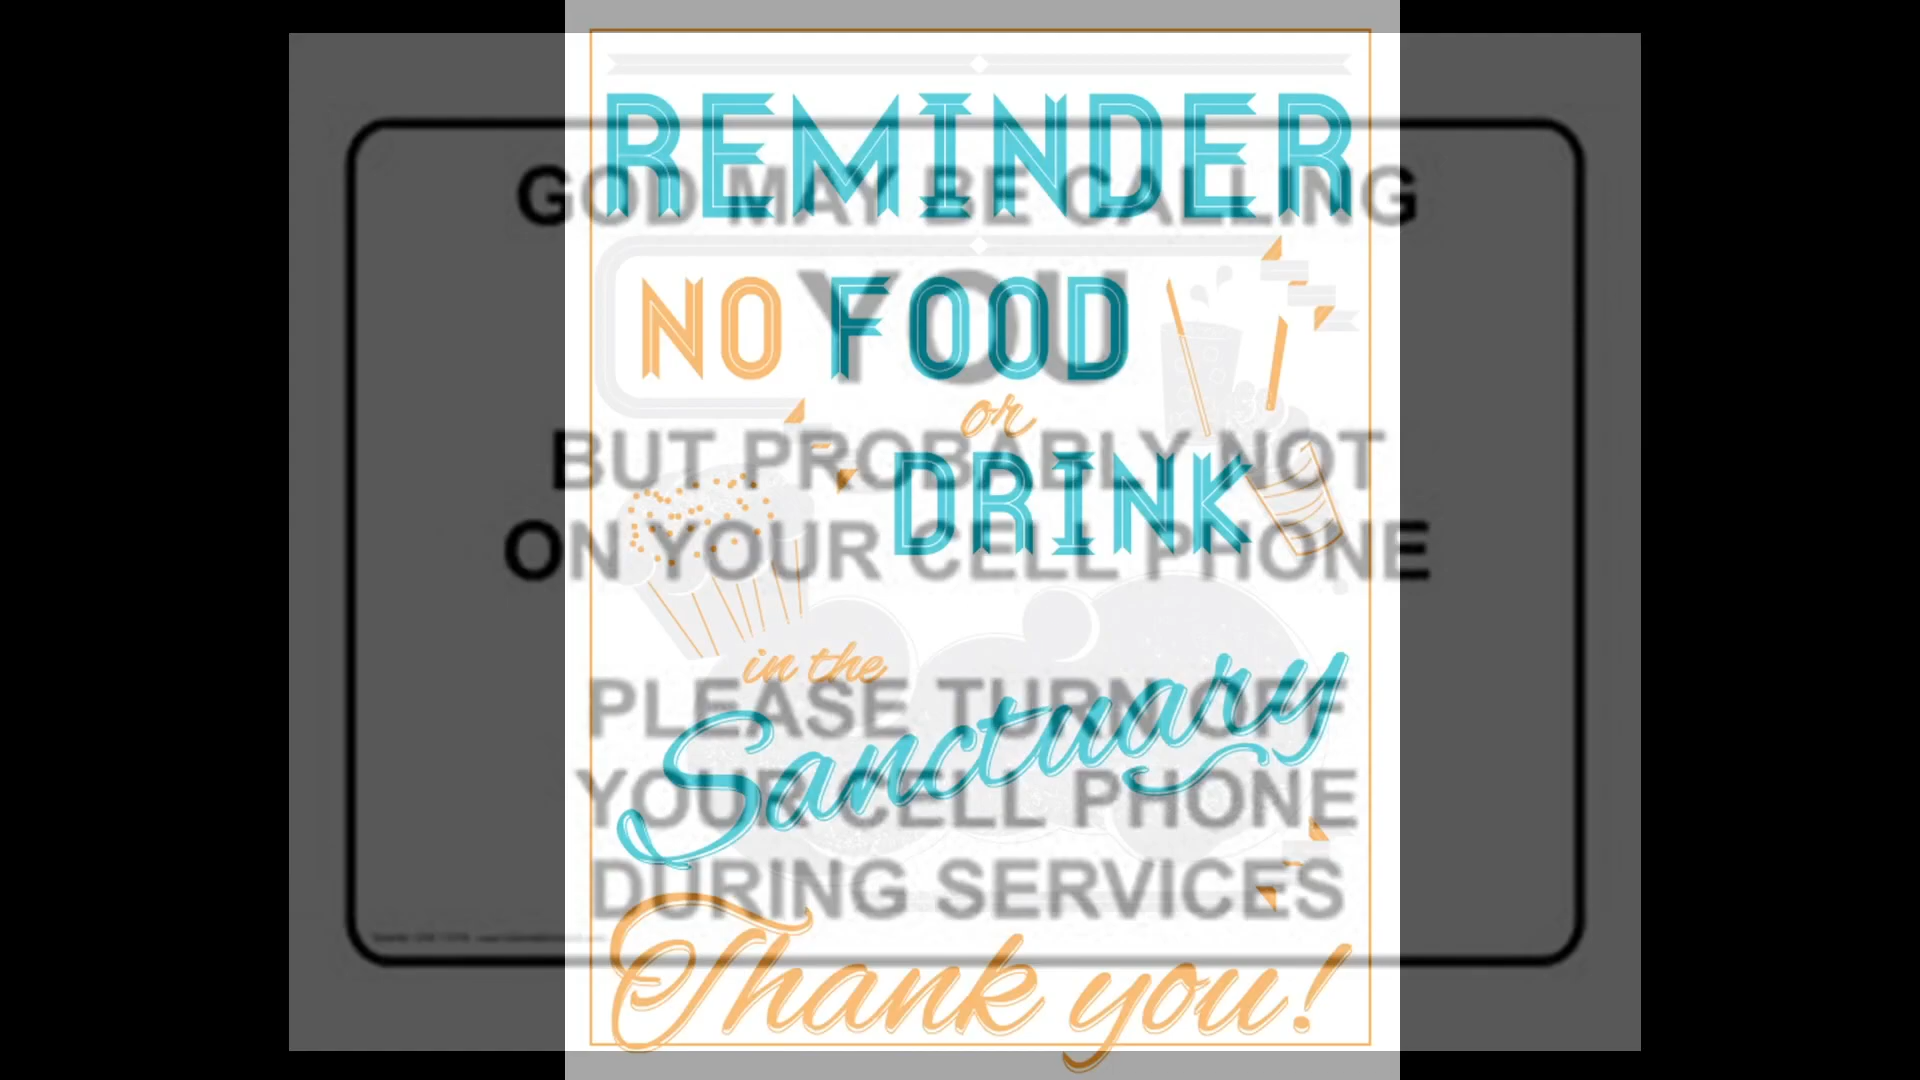 REMINDER
NO FOOD
or
DRINK
in the
Sanctuary
Thank you!
GOD MAY BE CALLING
YOU
BUT PROBABLY NOT
ON YOUR CELL PHONE
PLEASE TURN OFF
YOUR CELL PHONE
DURING SERVICES